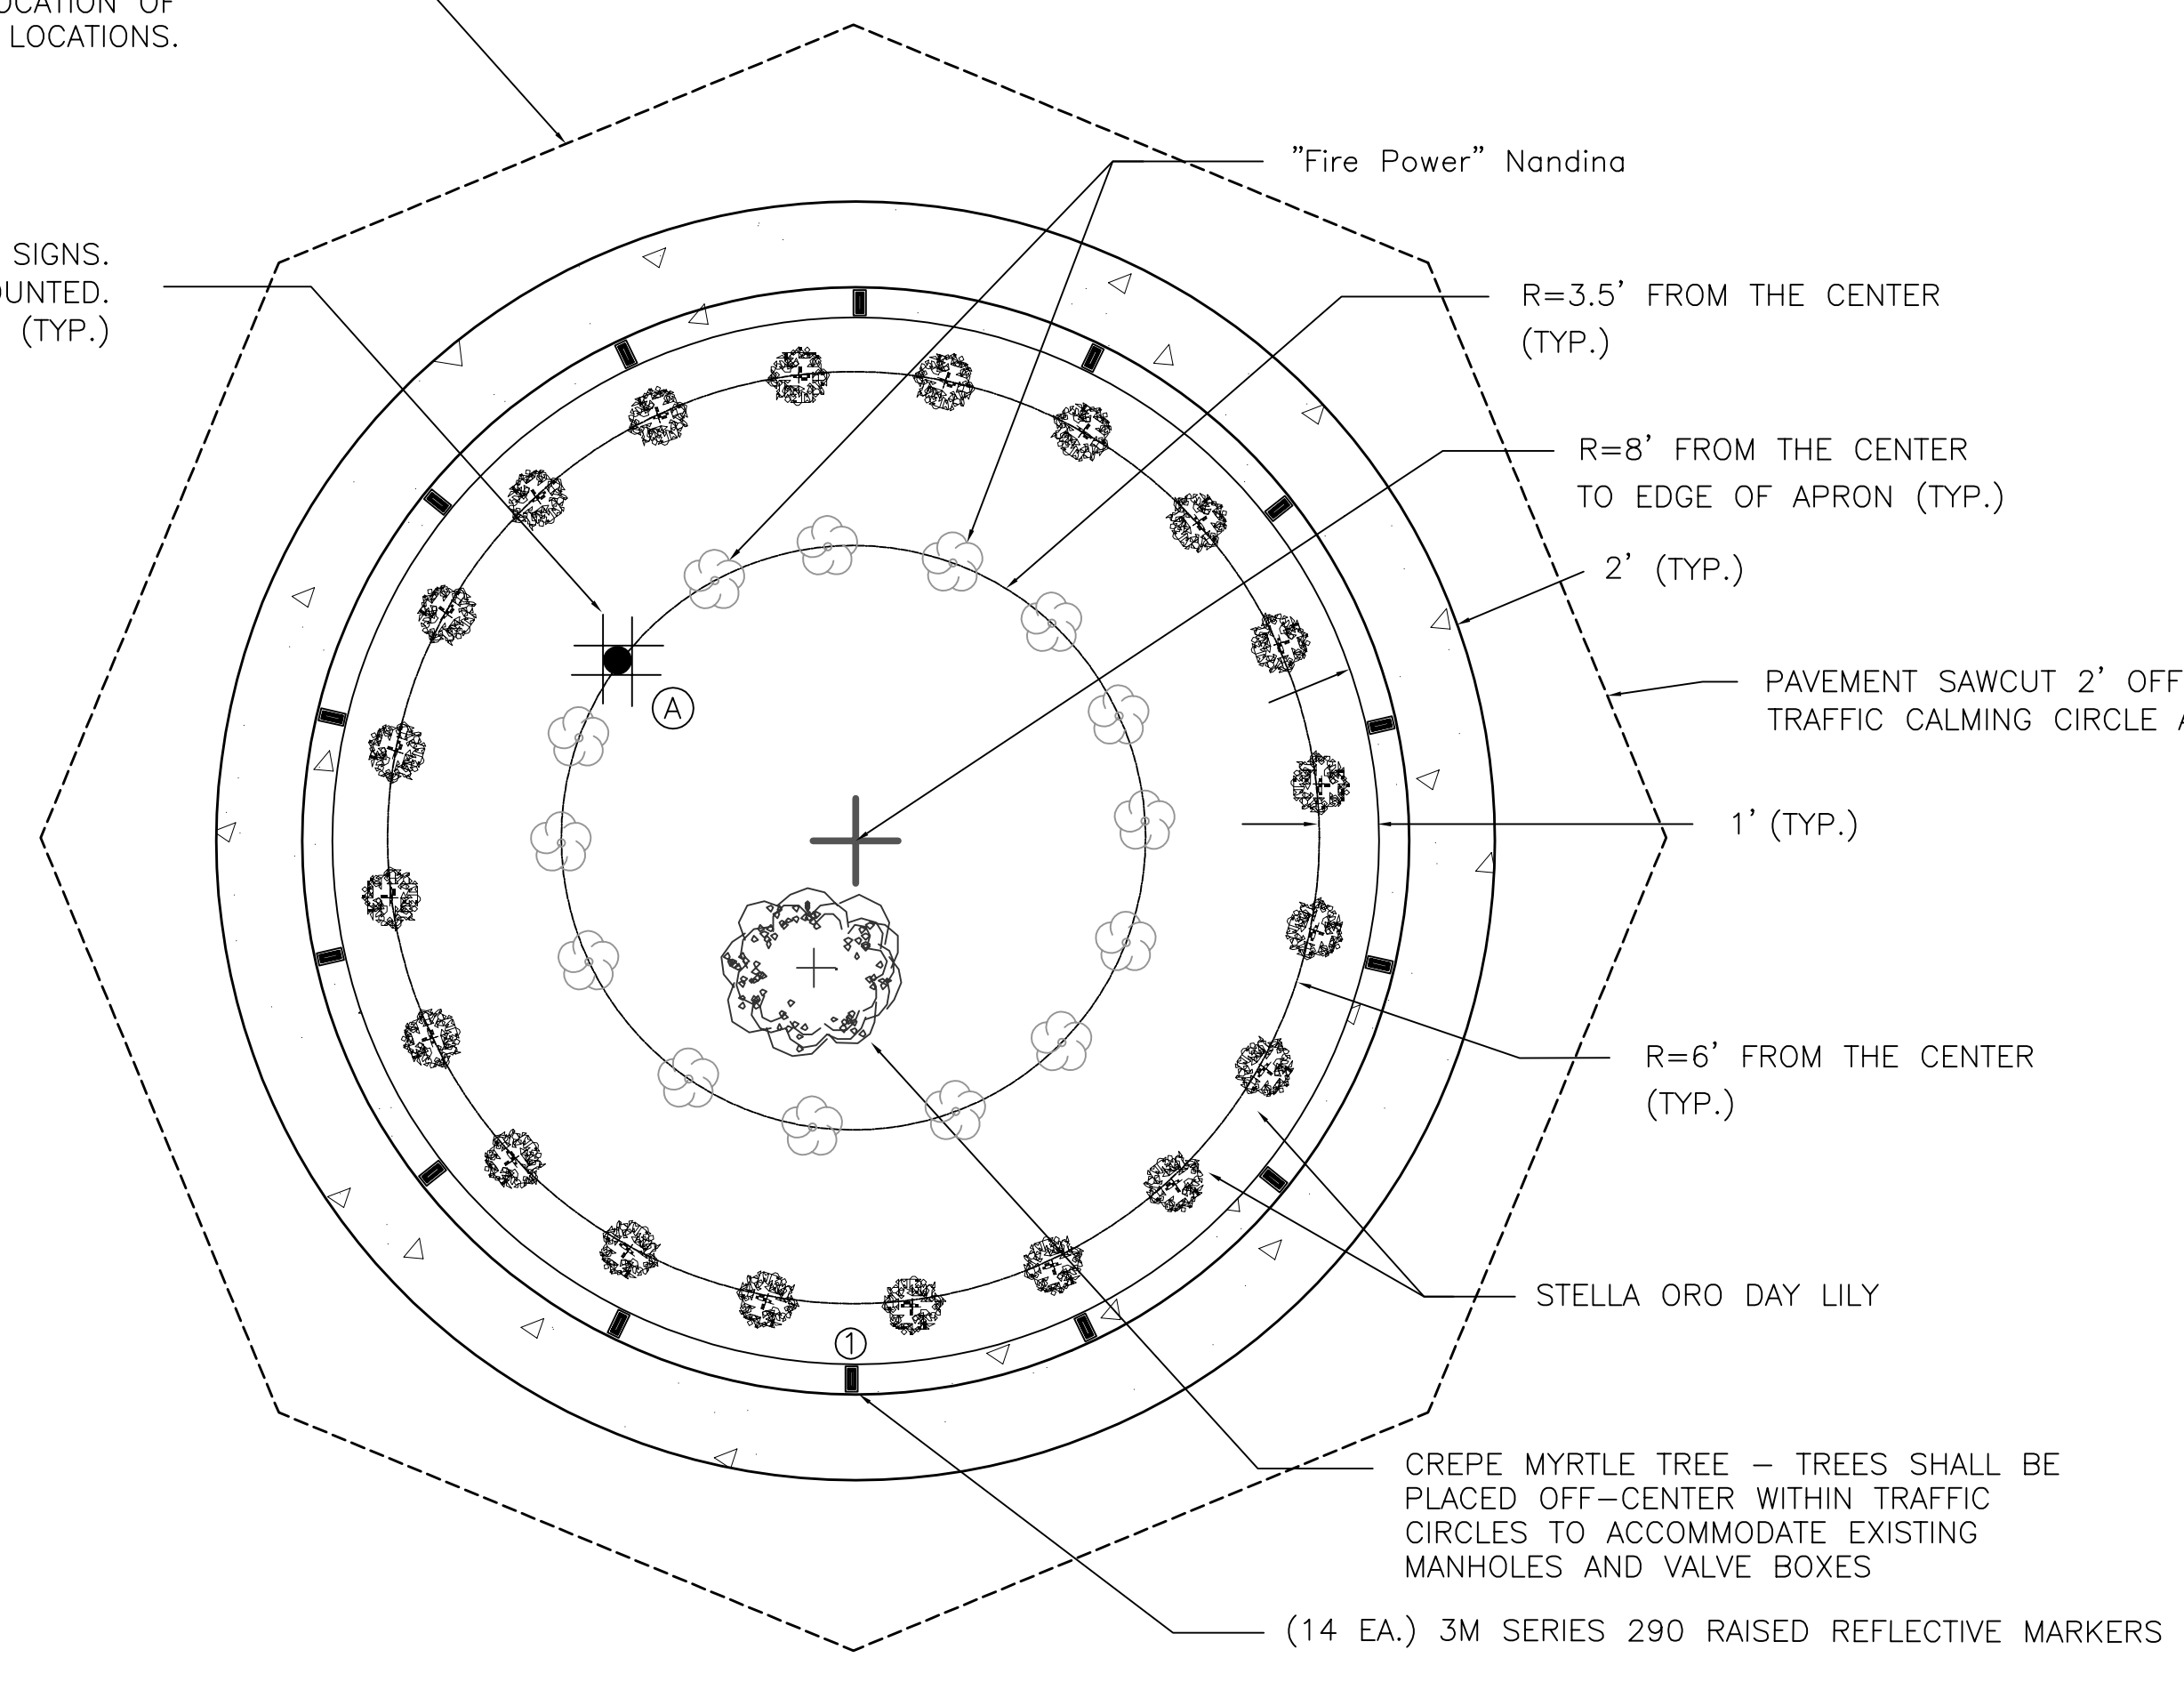 LOCATIONS.
"Fire Power" Nandina
SIGNS.
(TYP.)
R=3.5' FROM THE CENTER
(TYP.)
R=8' FROM THE CENTER
TO EDGE OF APRON (TYP.)
2' (TYP.)
A
PAVEMENT SAWCUT 2' OFF
TRAFFIC CALMING CIRCLE
1' (TYP.)
R=6' FROM THE CENTER
(TYP.)
STELLA ORO DAY LILY
1
CREPE MYRTLE TREE – TREES SHALL BE
PLACED OFF–CENTER WITHIN TRAFFIC
CIRCLES TO ACCOMMODATE EXISTING
MANHOLES AND VALVE BOXES
(14 EA.) 3M SERIES 290 RAISED REFLECTIVE MARKERS